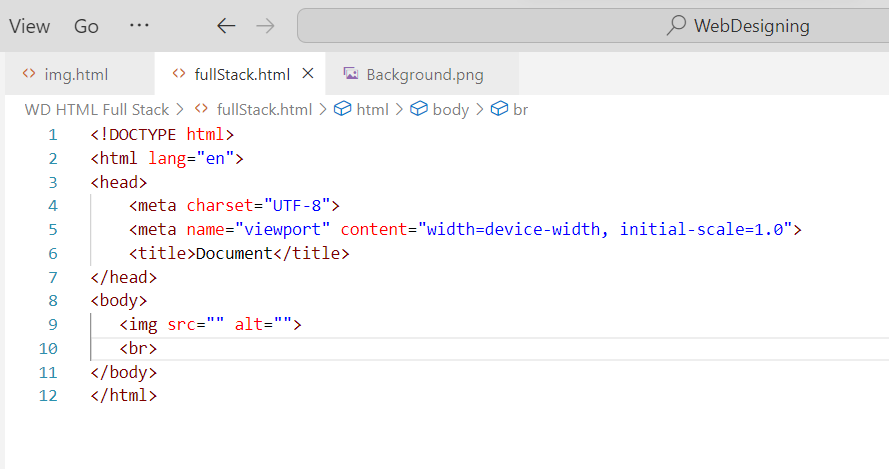 View Go ··· ← → WebDesigning
<> img.html <> fullStack.html × Background.png
WD HTML Full Stack > <> fullStack.html > html > body > br
1 <!DOCTYPE html>
2 <html lang="en">
3 <head>
4     <meta charset="UTF-8">
5     <meta name="viewport" content="width=device-width, initial-scale=1.0">
6     <title>Document</title>
7 </head>
8 <body>
9    <img src="" alt="">
10    <br>
11 </body>
12 </html>